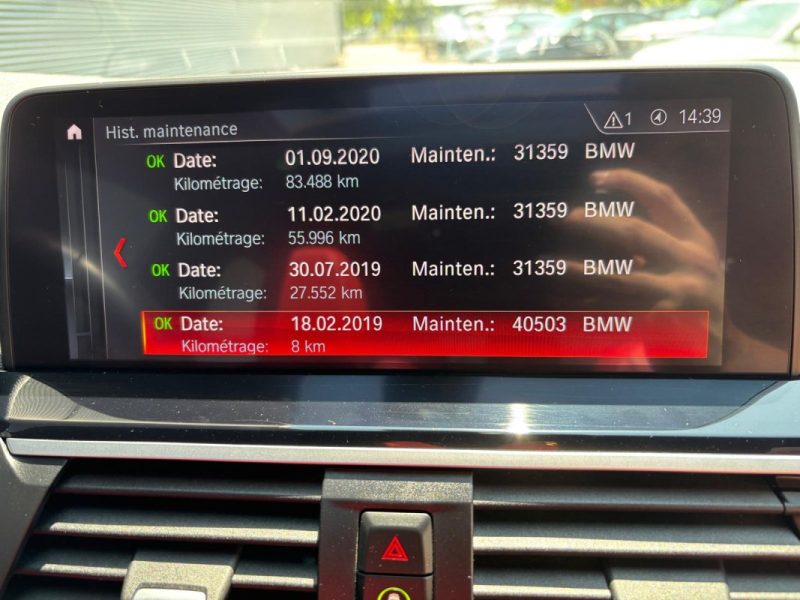 Hist. maintenance 1 14:39
OK Date: 01.09.2020 Mainten.: 31359 BMW
Kilométrage: 83.488 km
OK Date: 11.02.2020 Mainten.: 31359 BMW
Kilométrage: 55.996 km
OK Date: 30.07.2019 Mainten.: 31359 BMW
Kilométrage: 27.552 km
OK Date: 18.02.2019 Mainten.: 40503 BMW
Kilométrage: 8 km